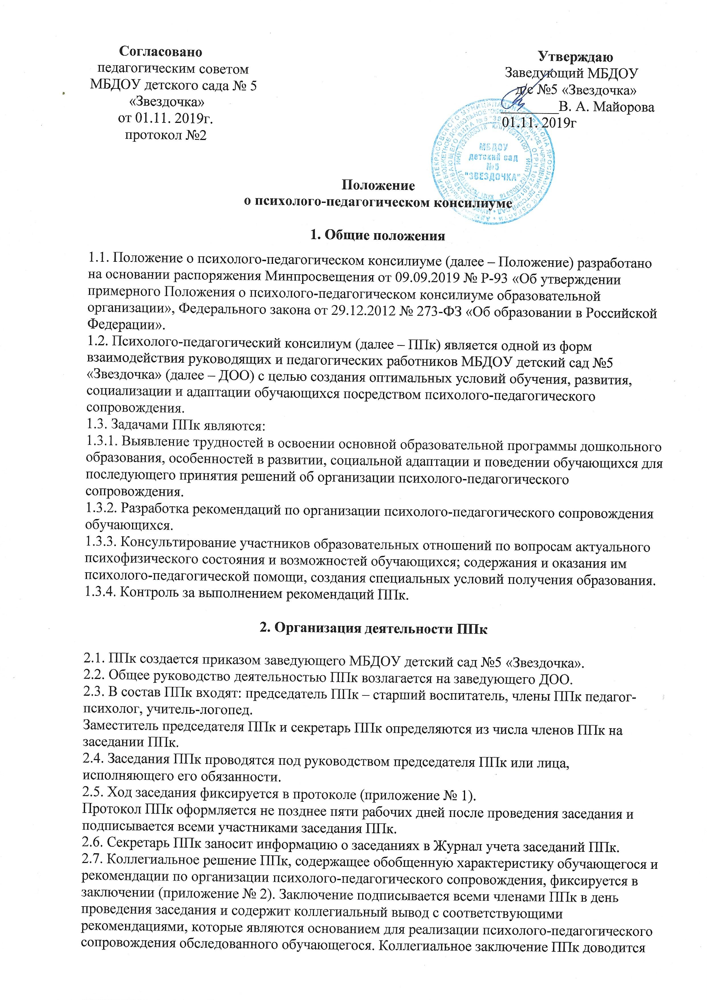 Согласовано
педагогическим советом
МБДОУ детского сада № 5
«Звездочка»
от 01.11. 2019г.
протокол №2
Утверждаю
Заведующий МБДОУ
д/с №5 «Звездочка»
________В. А. Майорова
01.11. 2019г
МБДОУ
детский сад
№5
"ЗВЕЗДОЧКА"
Положение
о психолого-педагогическом консилиуме
1. Общие положения
1.1. Положение о психолого-педагогическом консилиуме (далее – Положение) разработано
на основании распоряжения Минпросвещения от 09.09.2019 № Р-93 «Об утверждении
примерного Положения о психолого-педагогическом консилиуме образовательной
организации», Федерального закона от 29.12.2012 № 273-ФЗ «Об образовании в Российской
Федерации».
1.2. Психолого-педагогический консилиум (далее – ППк) является одной из форм
взаимодействия руководящих и педагогических работников МБДОУ детский сад №5
«Звездочка» (далее – ДОО) с целью создания оптимальных условий обучения, развития,
социализации и адаптации обучающихся посредством психолого-педагогического
сопровождения.
1.3. Задачами ППк являются:
1.3.1. Выявление трудностей в освоении основной образовательной программы дошкольного
образования, особенностей в развитии, социальной адаптации и поведении обучающихся для
последующего принятия решений об организации психолого-педагогического
сопровождения.
1.3.2. Разработка рекомендаций по организации психолого-педагогического сопровождения
обучающихся.
1.3.3. Консультирование участников образовательных отношений по вопросам актуального
психофизического состояния и возможностей обучающихся; содержания и оказания им
психолого-педагогической помощи, создания специальных условий получения образования.
1.3.4. Контроль за выполнением рекомендаций ППк.
2. Организация деятельности ППк
2.1. ППк создается приказом заведующего МБДОУ детский сад №5 «Звездочка».
2.2. Общее руководство деятельностью ППк возлагается на заведующего ДОО.
2.3. В состав ППк входят: председатель ППк – старший воспитатель, члены ППк педагог-
психолог, учитель-логопед.
Заместитель председателя ППк и секретарь ППк определяются из числа членов ППк на
заседании ППк.
2.4. Заседания ППк проводятся под руководством председателя ППк или лица,
исполняющего его обязанности.
2.5. Ход заседания фиксируется в протоколе (приложение № 1).
Протокол ППк оформляется не позднее пяти рабочих дней после проведения заседания и
подписывается всеми участниками заседания ППк.
2.6. Секретарь ППк заносит информацию о заседаниях в Журнал учета заседаний ППк.
2.7. Коллегиальное решение ППк, содержащее обобщенную характеристику обучающегося и
рекомендации по организации психолого-педагогического сопровождения, фиксируется в
заключении (приложение № 2). Заключение подписывается всеми членами ППк в день
проведения заседания и содержит коллегиальный вывод с соответствующими
рекомендациями, которые являются основанием для реализации психолого-педагогического
сопровождения обследованного обучающегося. Коллегиальное заключение ППк доводится